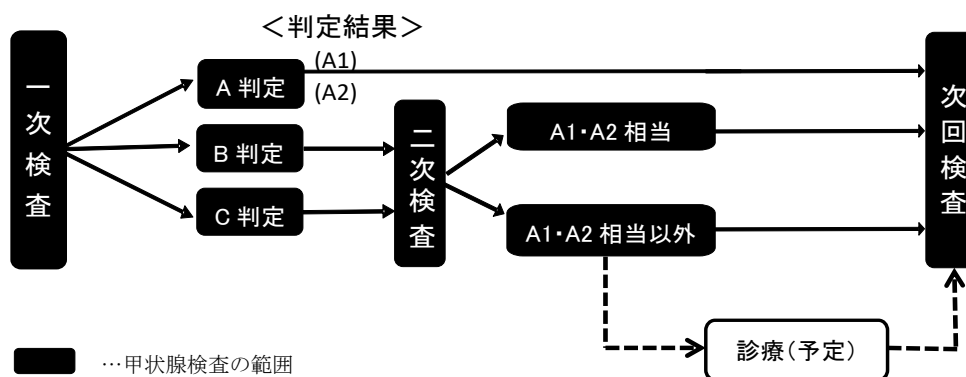 ＜判定結果＞
一次検査
A 判定
(A1)
(A2)
B 判定
C 判定
二次検査
A1・A2 相当
A1・A2 相当以外
次回検査
診療(予定)
…甲状腺検査の範囲